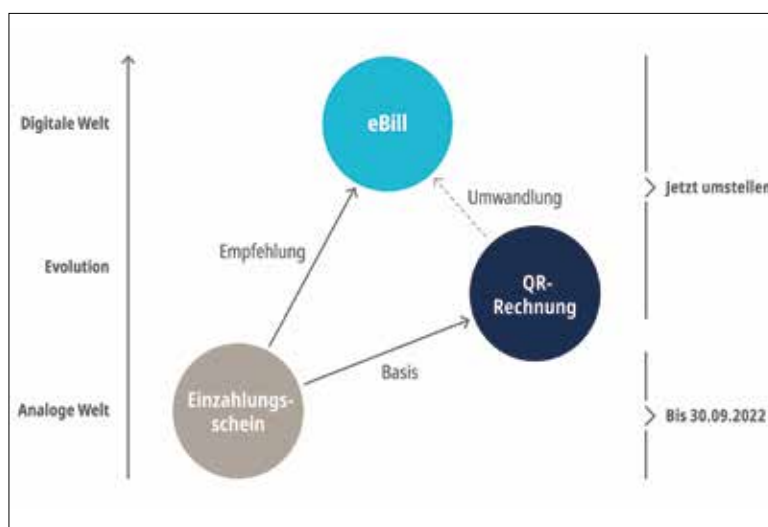 Digitale Welt
eBill
Jetzt umstellen
Umwandlung
Empfehlung
Evolution
QR-
Rechnung
Basis
Einzahlungs-
schein
Analoge Welt
Bis 30.09.2022